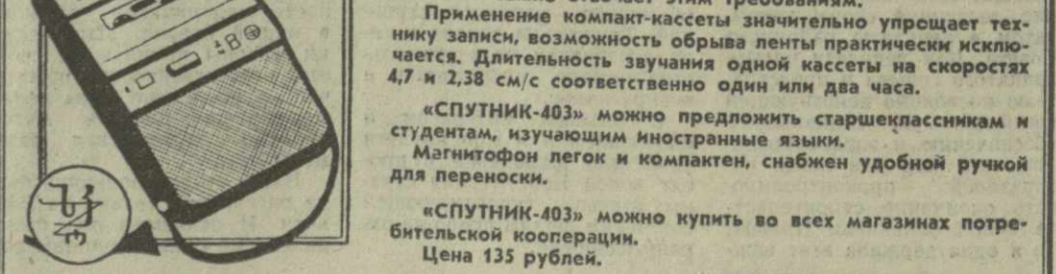 отвечает этим требованиям.
Применение компакт-кассеты значительно упрощает тех-
нику записи, возможность обрыва ленты практически исклю-
чается. Длительность звучания одной кассеты на скоростях
4,7 и 2,38 см/с соответственно один или два часа.
«СПУТНИК-403» можно предложить старшеклассникам и
студентам, изучающим иностранные языки.
Магнитофон легок и компактен, снабжен удобной ручкой
для переноски.
«СПУТНИК-403» можно купить во всех магазинах потре-
бительской кооперации.
Цена 135 рублей.